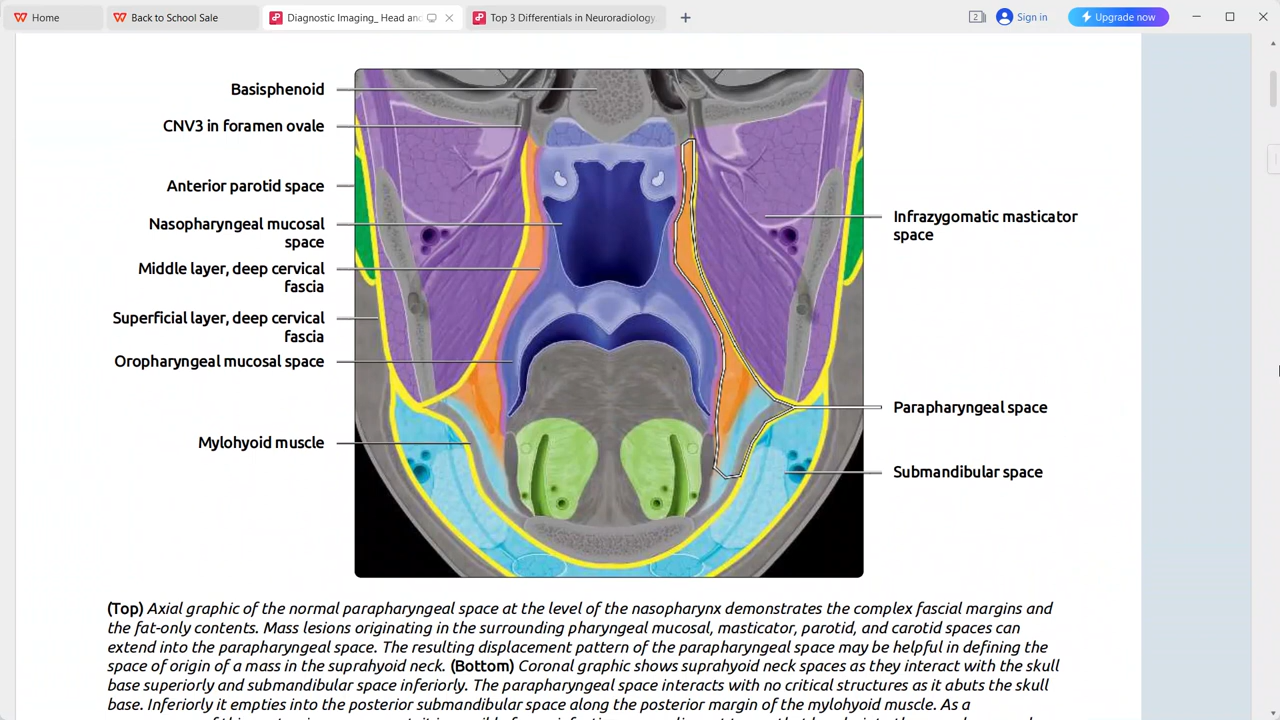 Home
Back to School Sale
Diagnostic Imaging_ Head an
Top 3 Differentials in Neuroradiology
2
Sign in
Upgrade now
Basisphenoid
CNV3 in foramen ovale
Anterior parotid space
Nasopharyngeal mucosal
space
Middle layer, deep cervical
fascia
Superficial layer, deep cervical
fascia
Oropharyngeal mucosal space
Mylohyoid muscle
Infrazygomatic masticator
space
Parapharyngeal space
Submandibular space
(Top) Axial graphic of the normal parapharyngeal space at the level of the nasopharynx demonstrates the complex fascial margins and
the fat-only contents. Mass lesions originating in the surrounding pharyngeal mucosal, masticator, parotid, and carotid spaces can
extend into the parapharyngeal space. The resulting displacement pattern of the parapharyngeal space may be helpful in defining the
space of origin of a mass in the suprahyoid neck. (Bottom) Coronal graphic shows suprahyoid neck spaces as they interact with the skull
base superiorly and submandibular space inferiorly. The parapharyngeal space interacts with no critical structures as it abuts the skull
base. Inferiorly it empties into the posterior submandibular space along the posterior margin of the mylohyoid muscle. As a